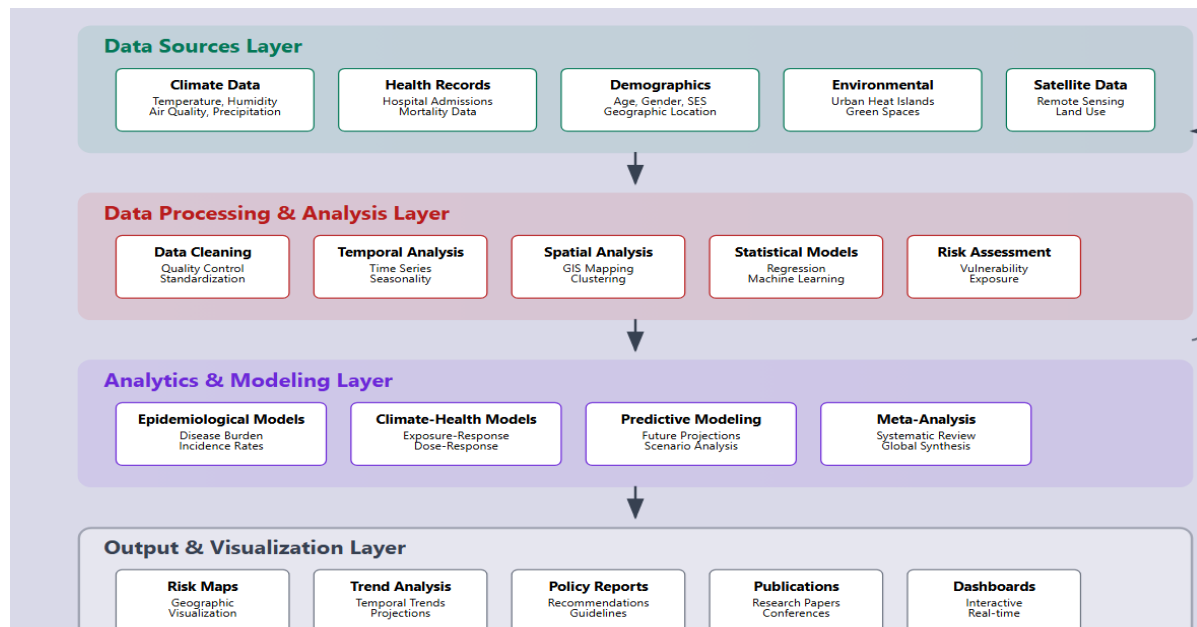 Data Sources Layer
Climate Data
Temperature, Humidity
Air Quality, Precipitation
Health Records
Hospital Admissions
Mortality Data
Demographics
Age, Gender, SES
Geographic Location
Environmental
Urban Heat Islands
Green Spaces
Satellite Data
Remote Sensing
Land Use
Data Processing & Analysis Layer
Data Cleaning
Quality Control
Standardization
Temporal Analysis
Time Series
Seasonality
Spatial Analysis
GIS Mapping
Clustering
Statistical Models
Regression
Machine Learning
Risk Assessment
Vulnerability
Exposure
Analytics & Modeling Layer
Epidemiological Models
Disease Burden
Incidence Rates
Climate-Health Models
Exposure-Response
Dose-Response
Predictive Modeling
Future Projections
Scenario Analysis
Meta-Analysis
Systematic Review
Global Synthesis
Output & Visualization Layer
Risk Maps
Geographic
Visualization
Trend Analysis
Temporal Trends
Projections
Policy Reports
Recommendations
Guidelines
Publications
Research Papers
Conferences
Dashboards
Interactive
Real-time